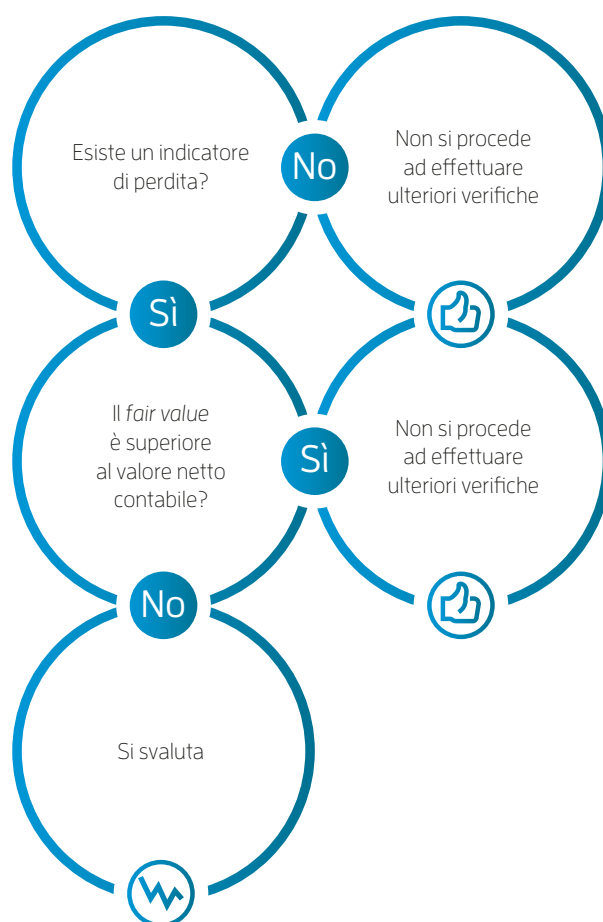 Esiste un indicatore
di perdita?
No
Non si procede
ad effettuare
ulteriori verifiche
Sì
Il fair value
è superiore
al valore netto
contabile?
Sì
Non si procede
ad effettuare
ulteriori verifiche
No
Si svaluta